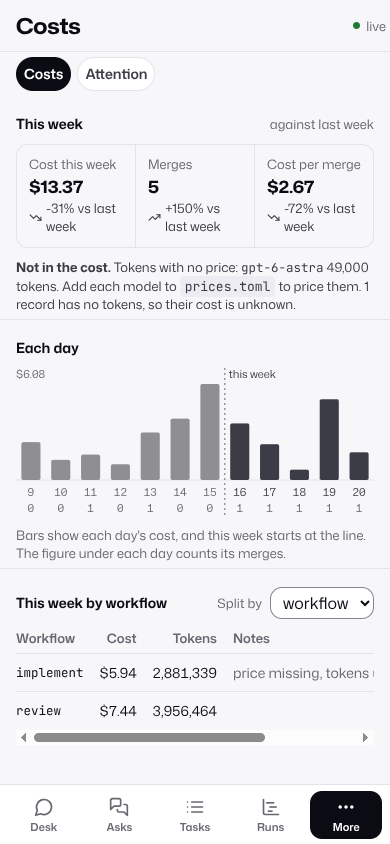 Costs
live
Costs Attention
This week against last week
Cost this week Merges Cost per merge
$13.37 5 $2.67
-31% vs last week +150% vs last week -72% vs last week
Not in the cost. Tokens with no price: gpt-6-astra 49,000
tokens. Add each model to prices.toml to price them. 1
record has no tokens, so their cost is unknown.
Each day
$6.08 this week
9 10 11 12 13 14 15 16 17 18 19 20
0 0 1 0 1 0 0 1 1 1 1 1
Bars show each day's cost, and this week starts at the line.
The figure under each day counts its merges.
This week by workflow Split by workflow
Workflow Cost Tokens Notes
implement $5.94 2,881,339 price missing, tokens
review $7.44 3,956,464
Desk Asks Tasks Runs More